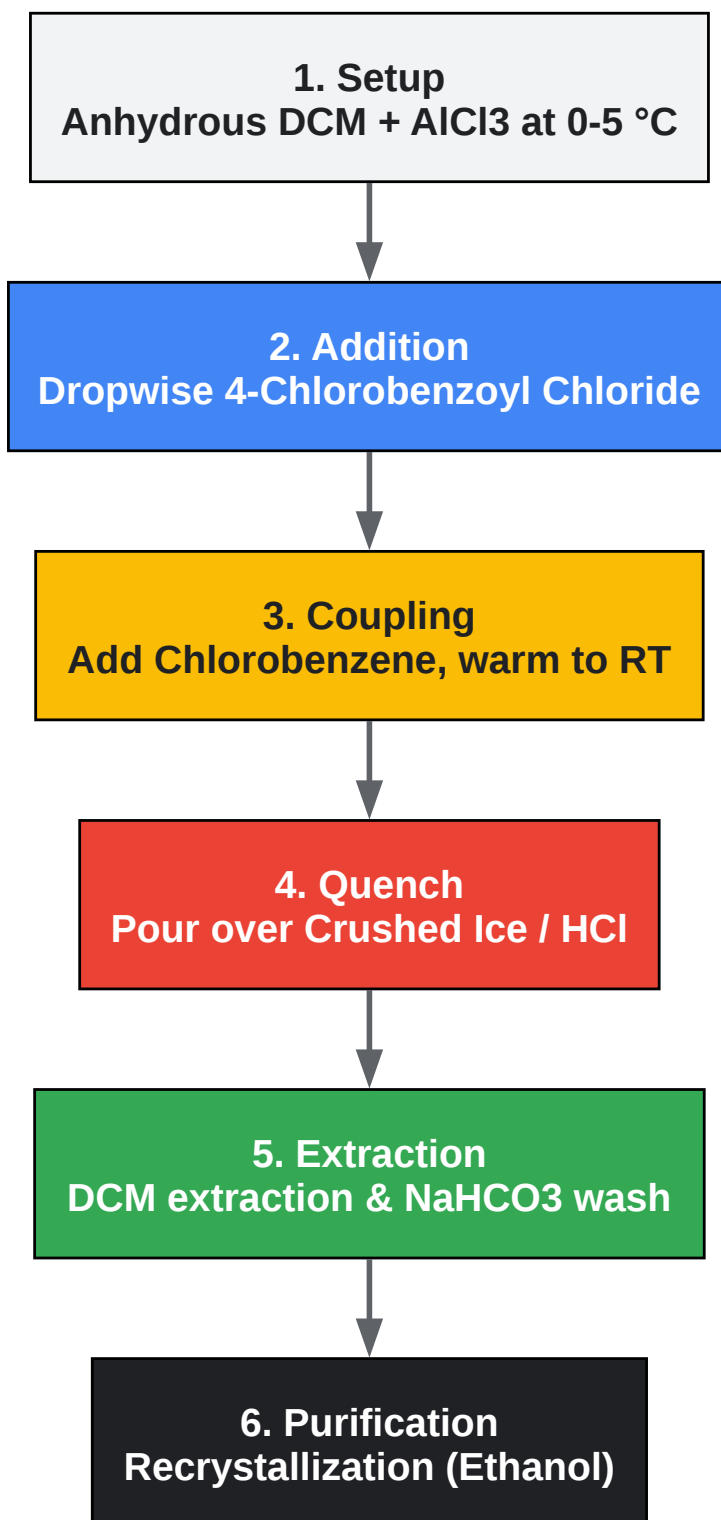 1. Setup
Anhydrous DCM + AlCl3 at 0-5 °C
2. Addition
Dropwise 4-Chlorobenzoyl Chloride
3. Coupling
Add Chlorobenzene, warm to RT
4. Quench
Pour over Crushed Ice / HCl
5. Extraction
DCM extraction & NaHCO3 wash
6. Purification
Recrystallization (Ethanol)